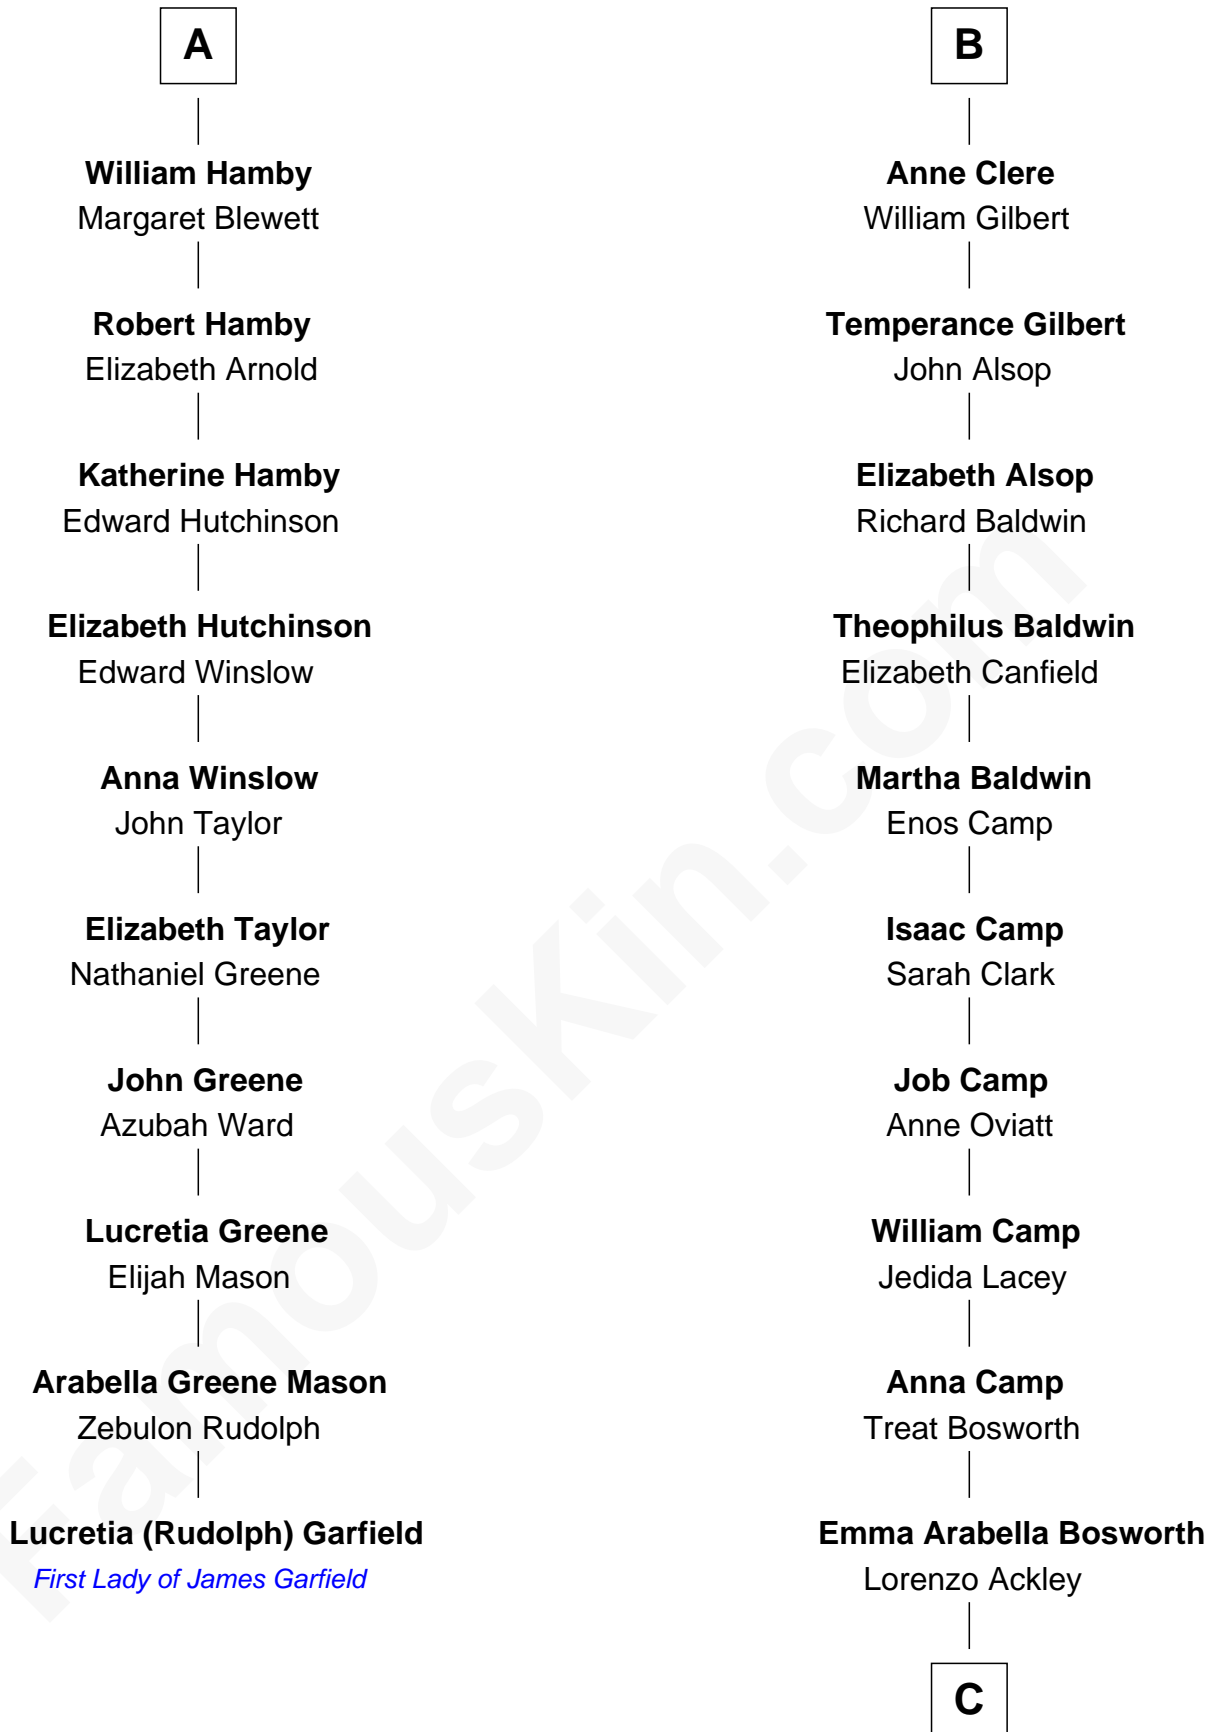 A
William Hamby
Margaret Blewett
Robert Hamby
Elizabeth Arnold
Katherine Hamby
Edward Hutchinson
Elizabeth Hutchinson
Edward Winslow
Anna Winslow
John Taylor
Elizabeth Taylor
Nathaniel Greene
John Greene
Azubah Ward
Lucretia Greene
Elijah Mason
Arabella Greene Mason
Zebulon Rudolph
Lucretia (Rudolph) Garfield
First Lady of James Garfield
B
Anne Clere
William Gilbert
Temperance Gilbert
John Alsop
Elizabeth Alsop
Richard Baldwin
Theophilus Baldwin
Elizabeth Canfield
Martha Baldwin
Enos Camp
Isaac Camp
Sarah Clark
Job Camp
Anne Oviatt
William Camp
Jedida Lacey
Anna Camp
Treat Bosworth
Emma Arabella Bosworth
Lorenzo Ackley
C
FamousKin.com